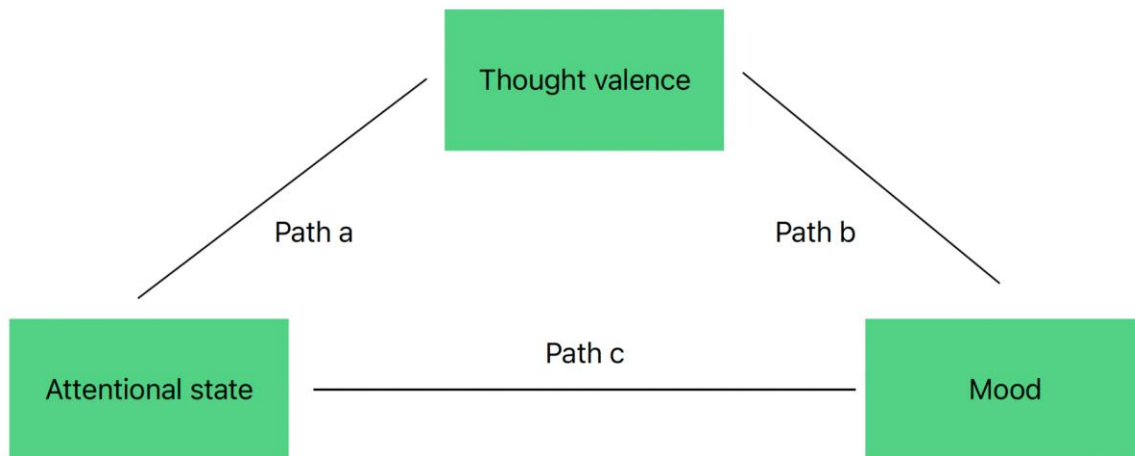 Thought valence
Path a
Path b
Path c
Attentional state
Mood